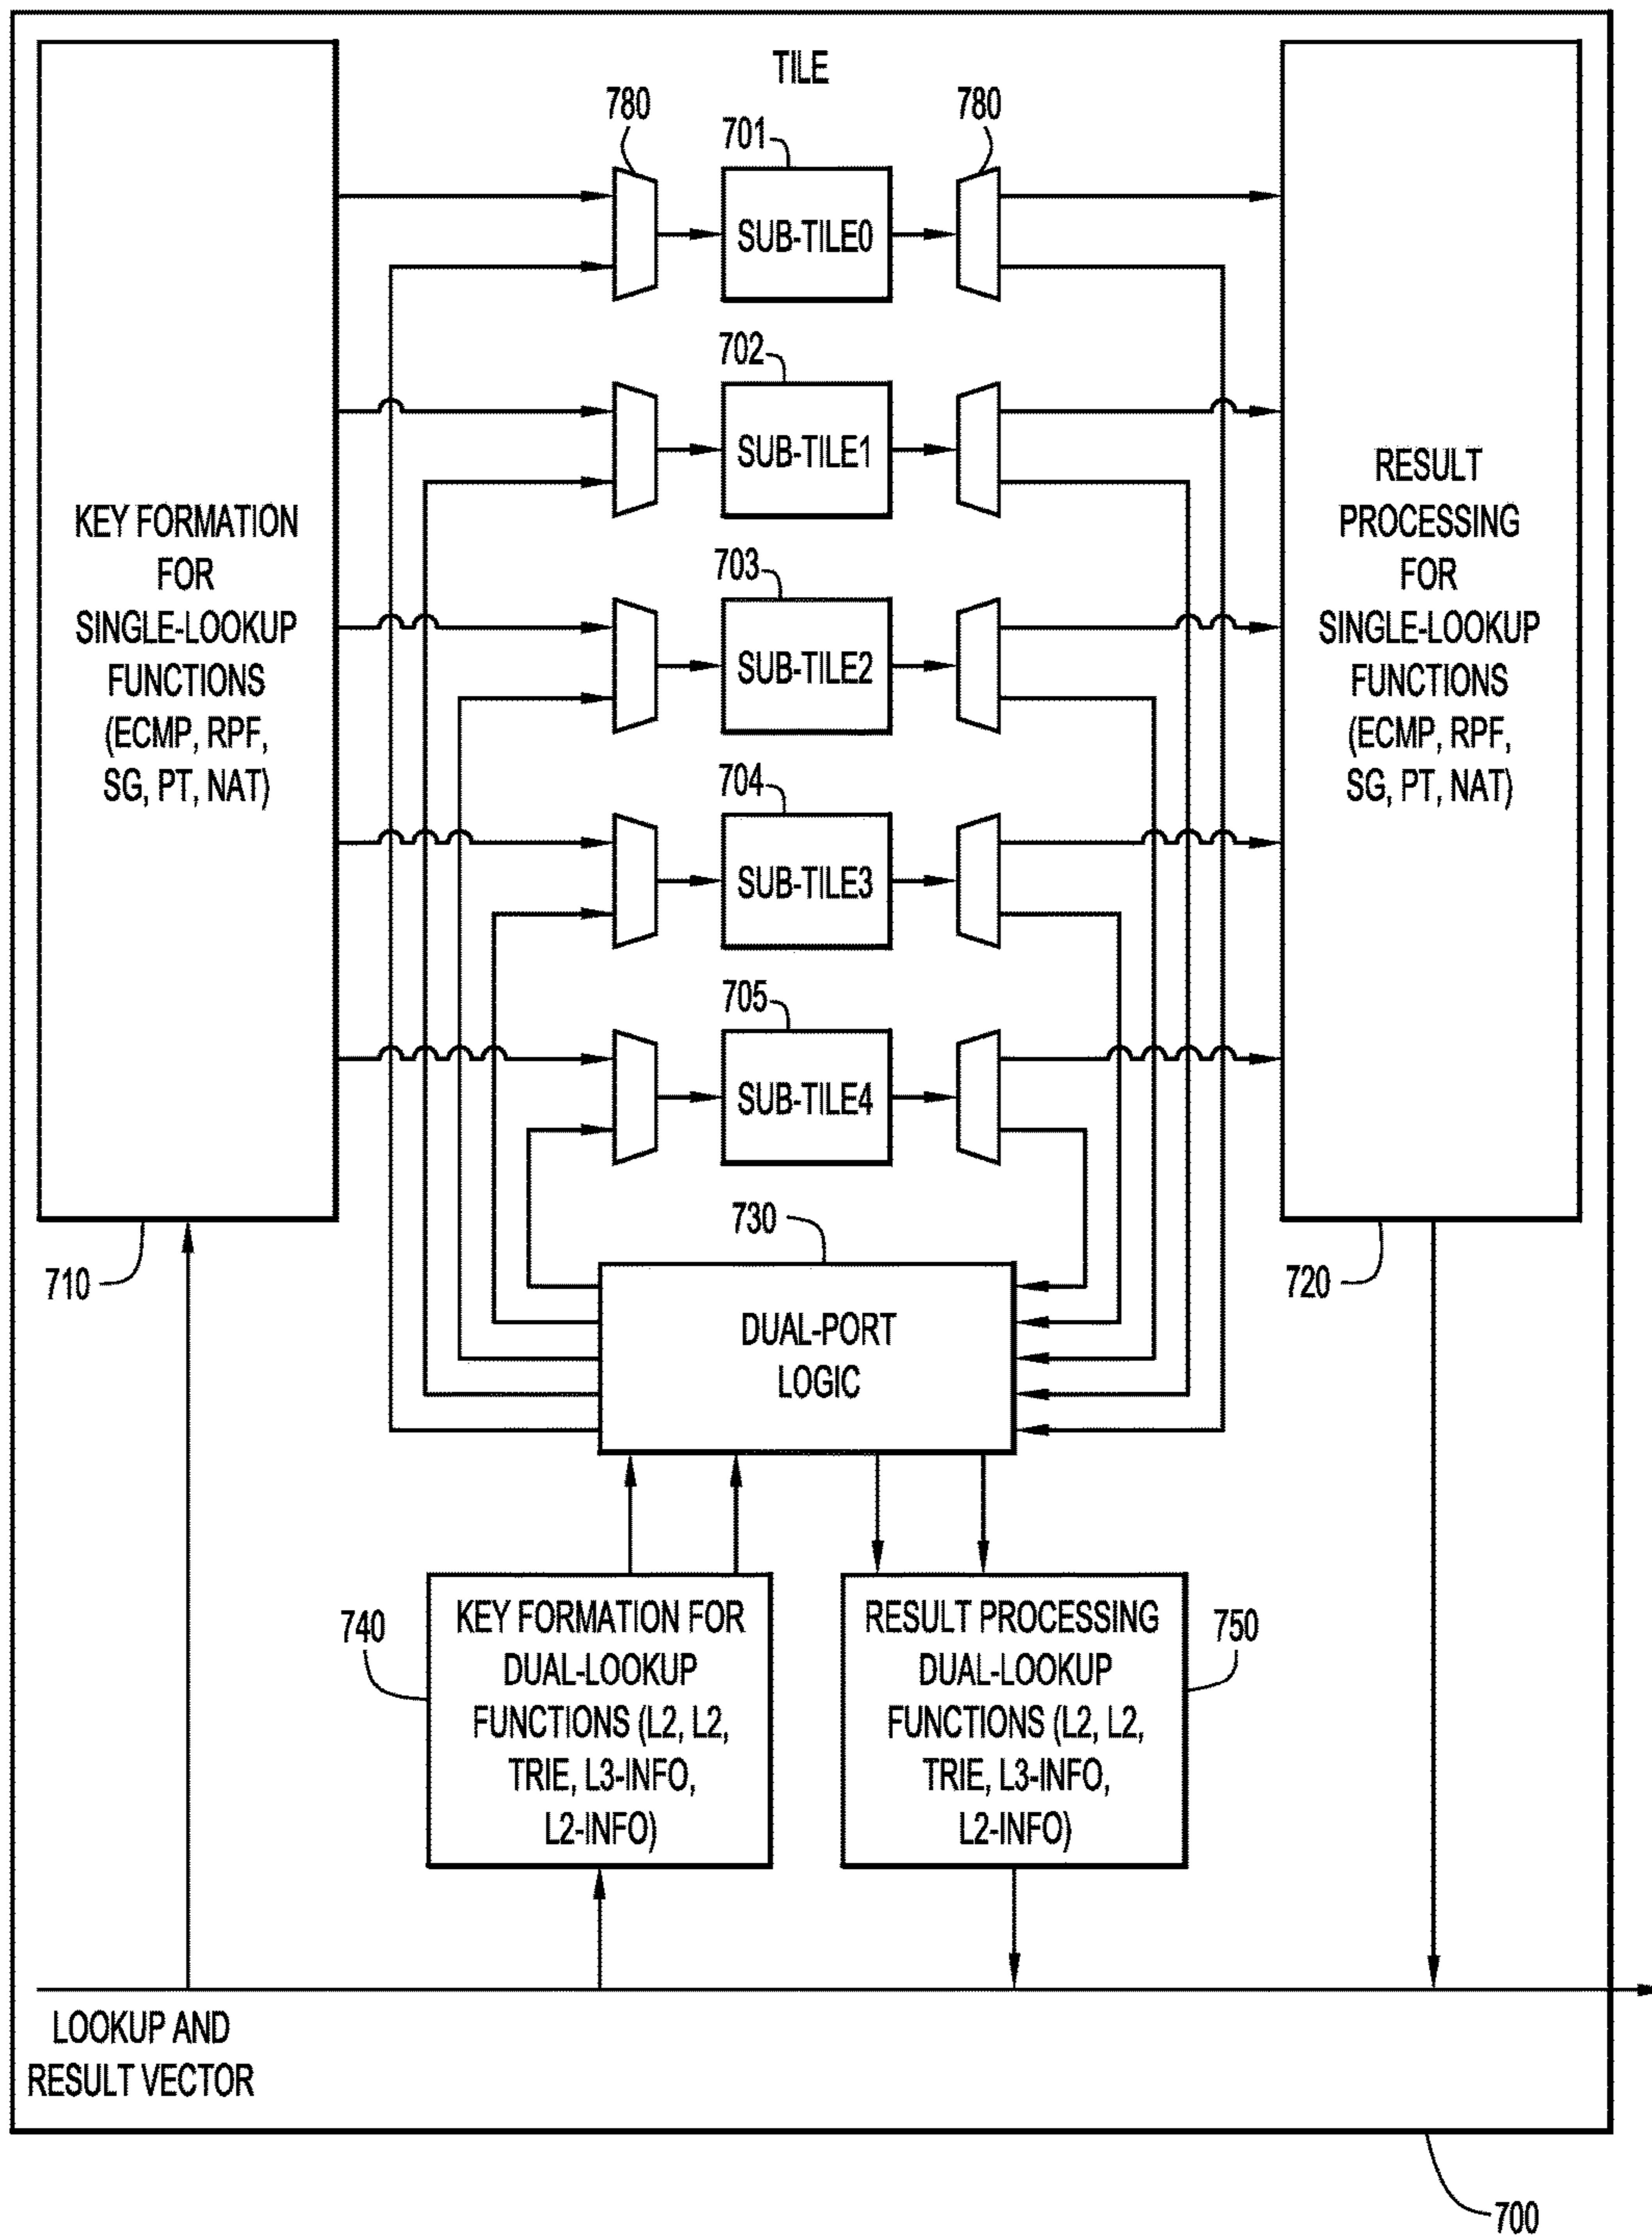 TILE
780
780
701
SUB-TILE0
702
SUB-TILE1
703
SUB-TILE2
704
SUB-TILE3
705
SUB-TILE4
KEY FORMATION
FOR
SINGLE-LOOKUP
FUNCTIONS
(ECMP, RPF,
SG, PT, NAT)
RESULT
PROCESSING
FOR
SINGLE-LOOKUP
FUNCTIONS
(ECMP, RPF,
SG, PT, NAT)
710
720
730
DUAL-PORT
LOGIC
740
KEY FORMATION FOR
DUAL-LOOKUP
FUNCTIONS (L2, L2,
TRIE, L3-INFO,
L2-INFO)
RESULT PROCESSING
DUAL-LOOKUP
FUNCTIONS (L2, L2,
TRIE, L3-INFO,
L2-INFO)
750
LOOKUP AND
RESULT VECTOR
700